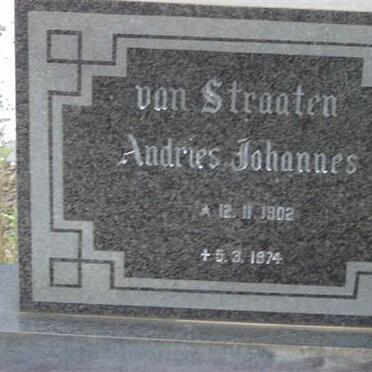 van Straaten
Andries Johannes
* 12.11.1902
+ 5.3.1974